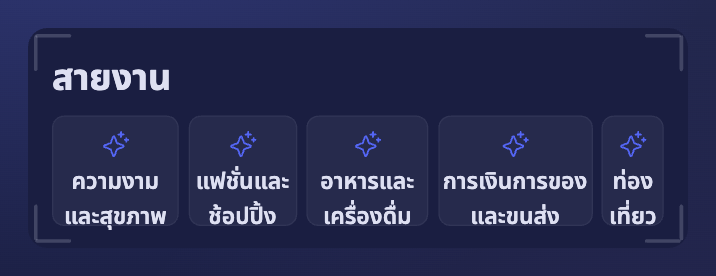 สายงาน
ความงาม
และสุขภาพ
แฟชั่นและ
ช้อปปิ้ง
อาหารและ
เครื่องดื่ม
การเงินการของ
และขนส่ง
ท่อง
เที่ยว